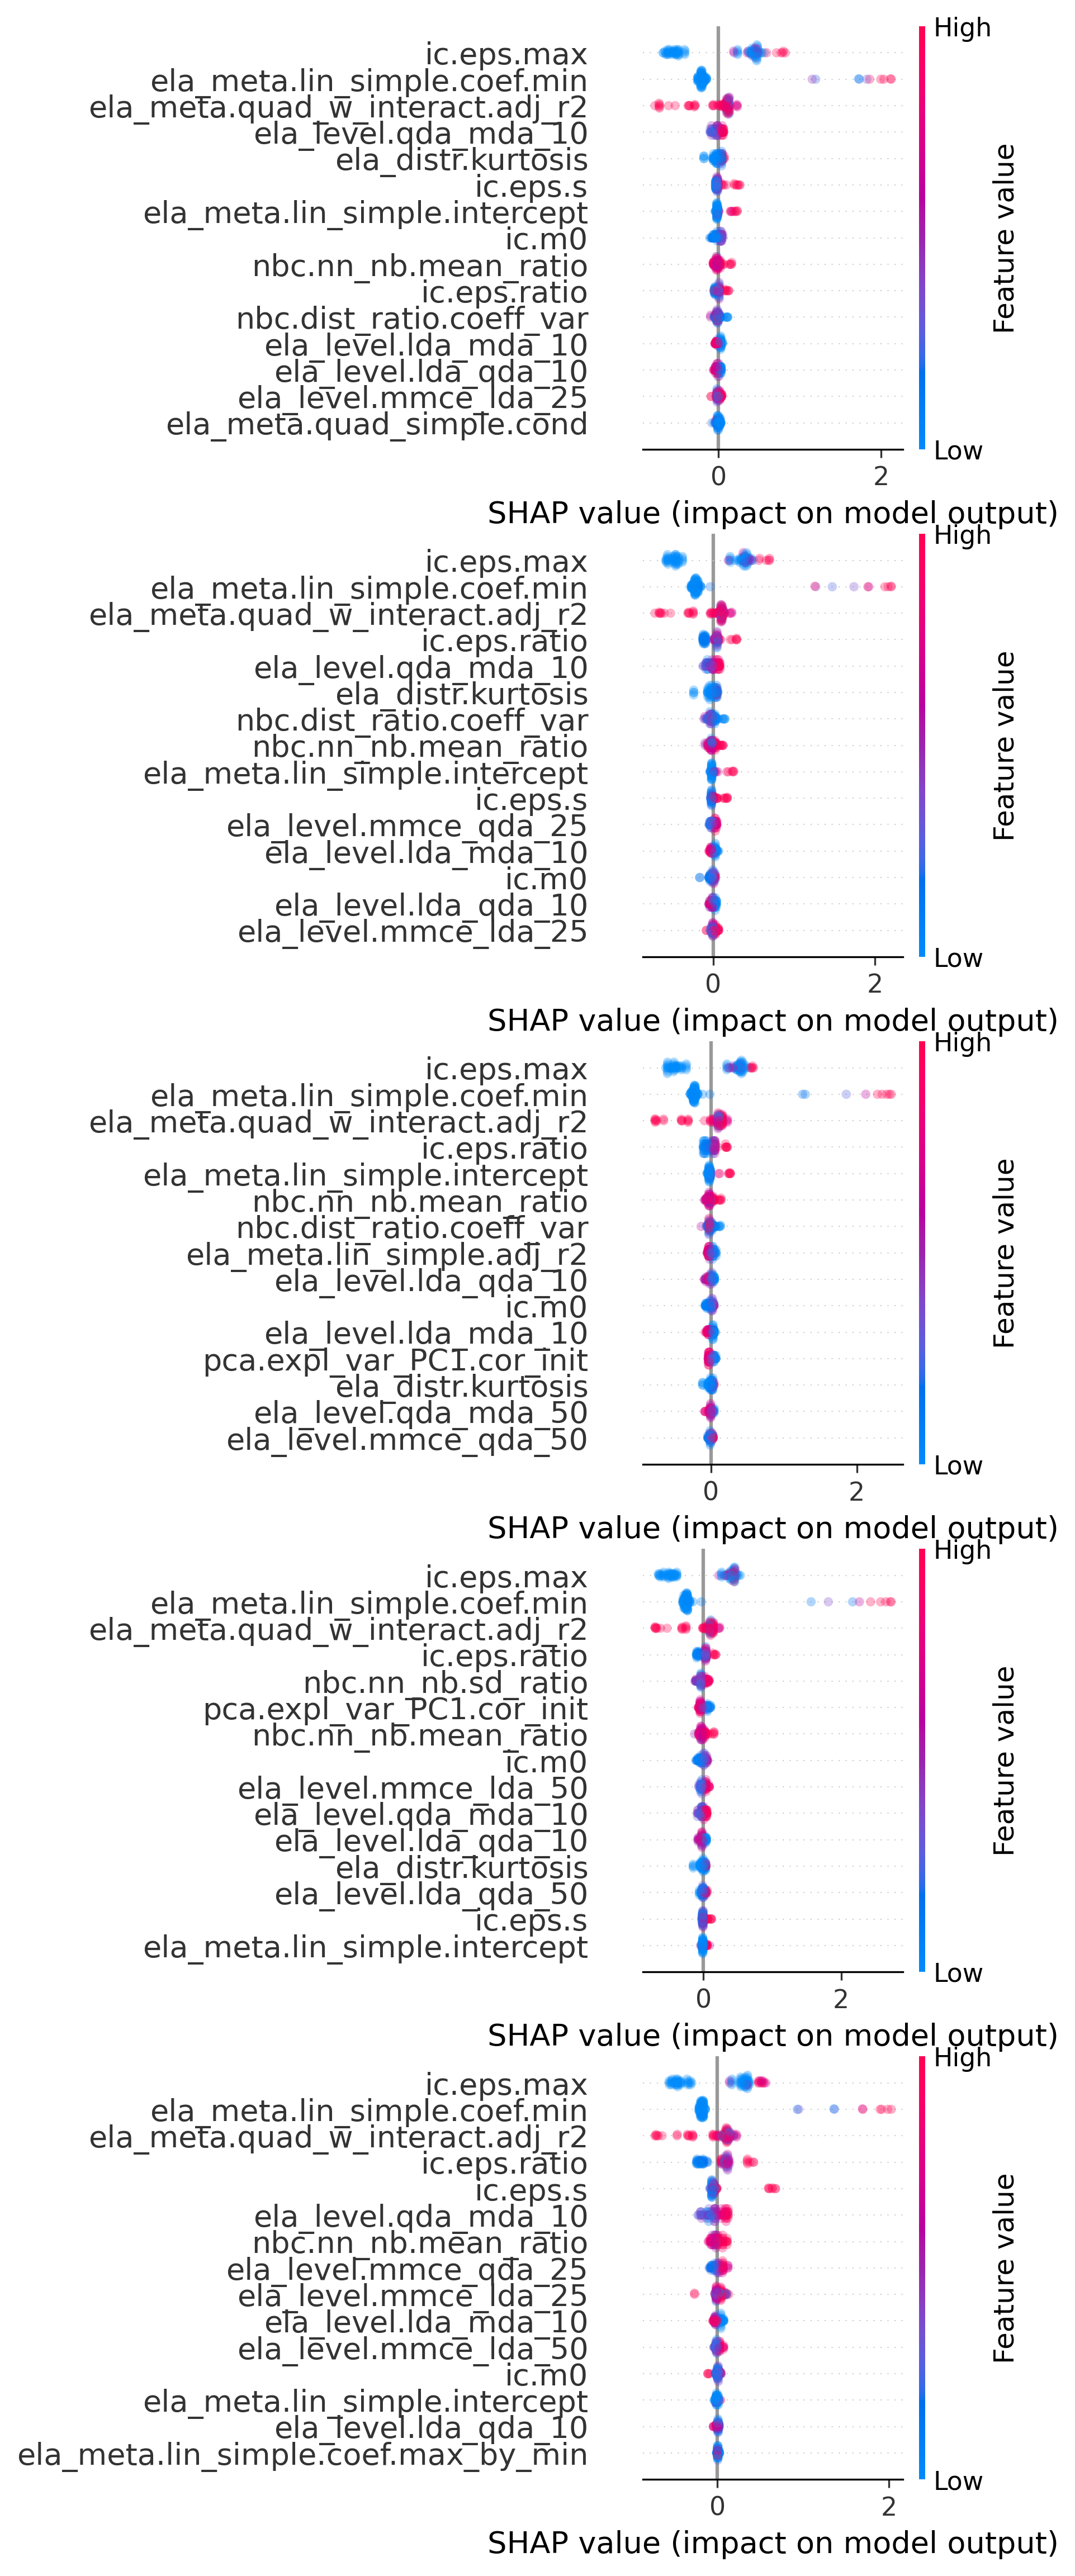 High
ic.eps.max
ela_meta.lin_simple.coef.min
ela_meta.quad_w_interact.adj_r2
ela_level.qda_mda_10
ela_distr.kurtosis
ic.eps.s
ela_meta.lin_simple.intercept
ic.m0
nbc.nn_nb.mean_ratio
ic.eps.ratio
nbc.dist_ratio.coeff_var
ela_level.lda_mda_10
ela_level.lda_qda_10
ela_level.mmce_lda_25
ela_meta.quad_simple.cond
Feature value
Low
0 2
SHAP value (impact on model output)
High
ic.eps.max
ela_meta.lin_simple.coef.min
ela_meta.quad_w_interact.adj_r2
ic.eps.ratio
ela_level.qda_mda_10
ela_distr.kurtosis
nbc.dist_ratio.coeff_var
nbc.nn_nb.mean_ratio
ela_meta.lin_simple.intercept
ic.eps.s
ela_level.mmce_qda_25
ela_level.lda_mda_10
ic.m0
ela_level.lda_qda_10
ela_level.mmce_lda_25
Feature value
Low
0 2
SHAP value (impact on model output)
High
ic.eps.max
ela_meta.lin_simple.coef.min
ela_meta.quad_w_interact.adj_r2
ic.eps.ratio
ela_meta.lin_simple.intercept
nbc.nn_nb.mean_ratio
nbc.dist_ratio.coeff_var
ela_meta.lin_simple.adj_r2
ela_level.lda_qda_10
ic.m0
ela_level.lda_mda_10
pca.expl_var_PC1.cor_init
ela_distr.kurtosis
ela_level.qda_mda_50
ela_level.mmce_qda_50
Feature value
Low
0 2
SHAP value (impact on model output)
High
ic.eps.max
ela_meta.lin_simple.coef.min
ela_meta.quad_w_interact.adj_r2
ic.eps.ratio
nbc.nn_nb.sd_ratio
pca.expl_var_PC1.cor_init
nbc.nn_nb.mean_ratio
ic.m0
ela_level.mmce_lda_50
ela_level.qda_mda_10
ela_level.lda_qda_10
ela_distr.kurtosis
ela_level.lda_qda_50
ic.eps.s
ela_meta.lin_simple.intercept
Feature value
Low
0 2
SHAP value (impact on model output)
High
ic.eps.max
ela_meta.lin_simple.coef.min
ela_meta.quad_w_interact.adj_r2
ic.eps.ratio
ic.eps.s
ela_level.qda_mda_10
nbc.nn_nb.mean_ratio
ela_level.mmce_qda_25
ela_level.mmce_lda_25
ela_level.lda_mda_10
ela_level.mmce_lda_50
ic.m0
ela_meta.lin_simple.intercept
ela_level.lda_qda_10
ela_meta.lin_simple.coef.max_by_min
Feature value
Low
0 2
SHAP value (impact on model output)